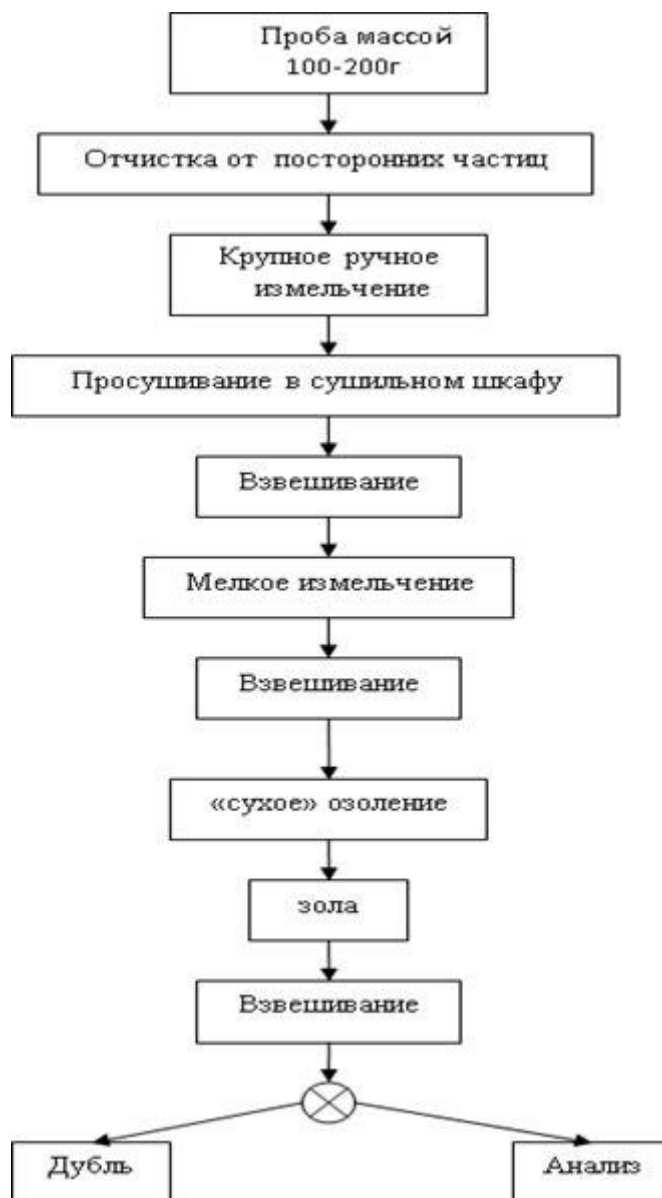 Проба массой
100-200г
Отчистка от посторонних частиц
Крупное ручное
измельчение
Просушивание в сушильном шкафу
Взвешивание
Мелкое измельчение
Взвешивание
«сухое» озоление
зола
Взвешивание
Дубль
Анализ